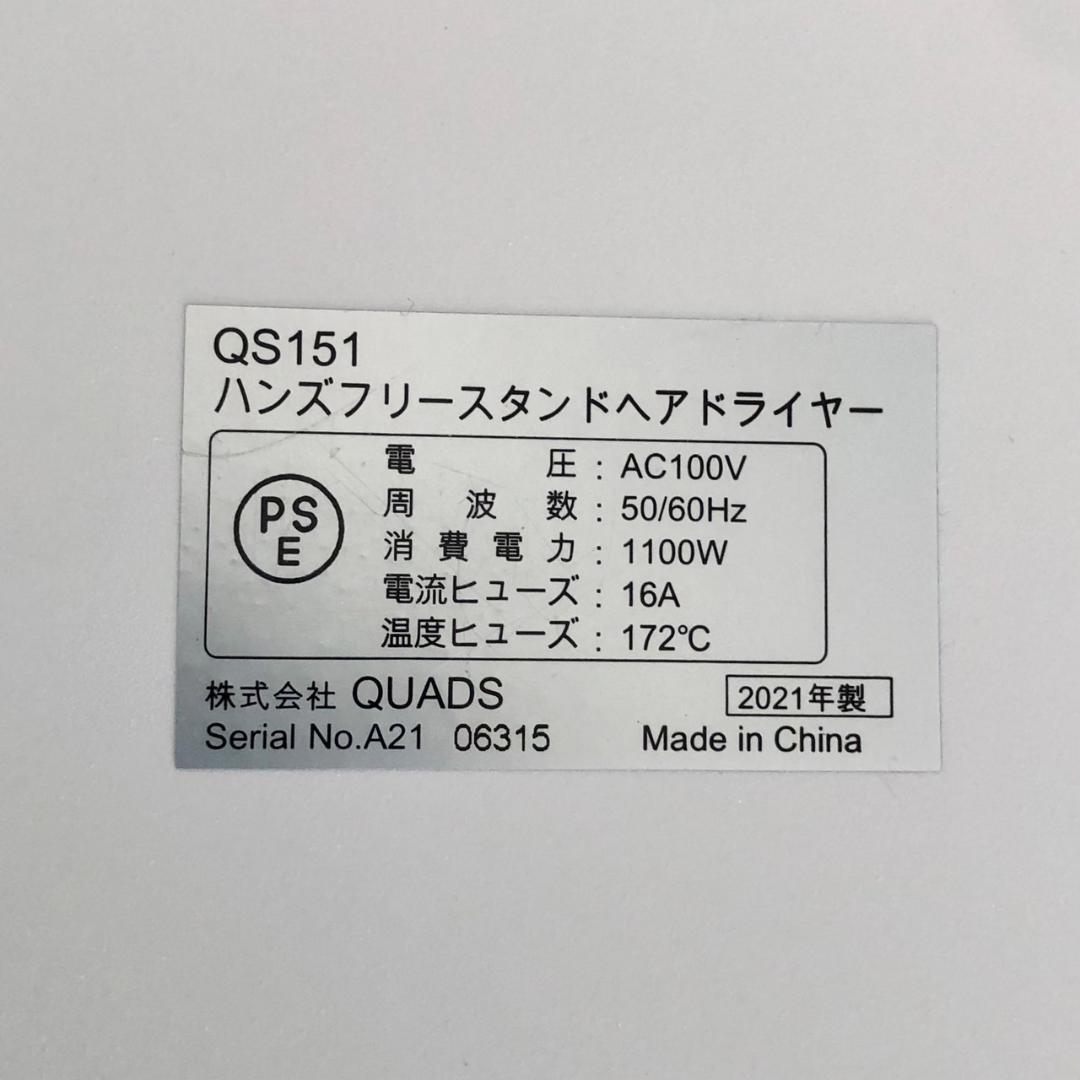 QS151
ハンズフリースタンドヘアドライヤー
PS
E
電圧：AC100V
周波数：50/60Hz
消費電力：1100W
電流ヒューズ：16A
温度ヒューズ：172℃
株式会社 QUADS
2021年製
Serial No.A21 06315
Made in China